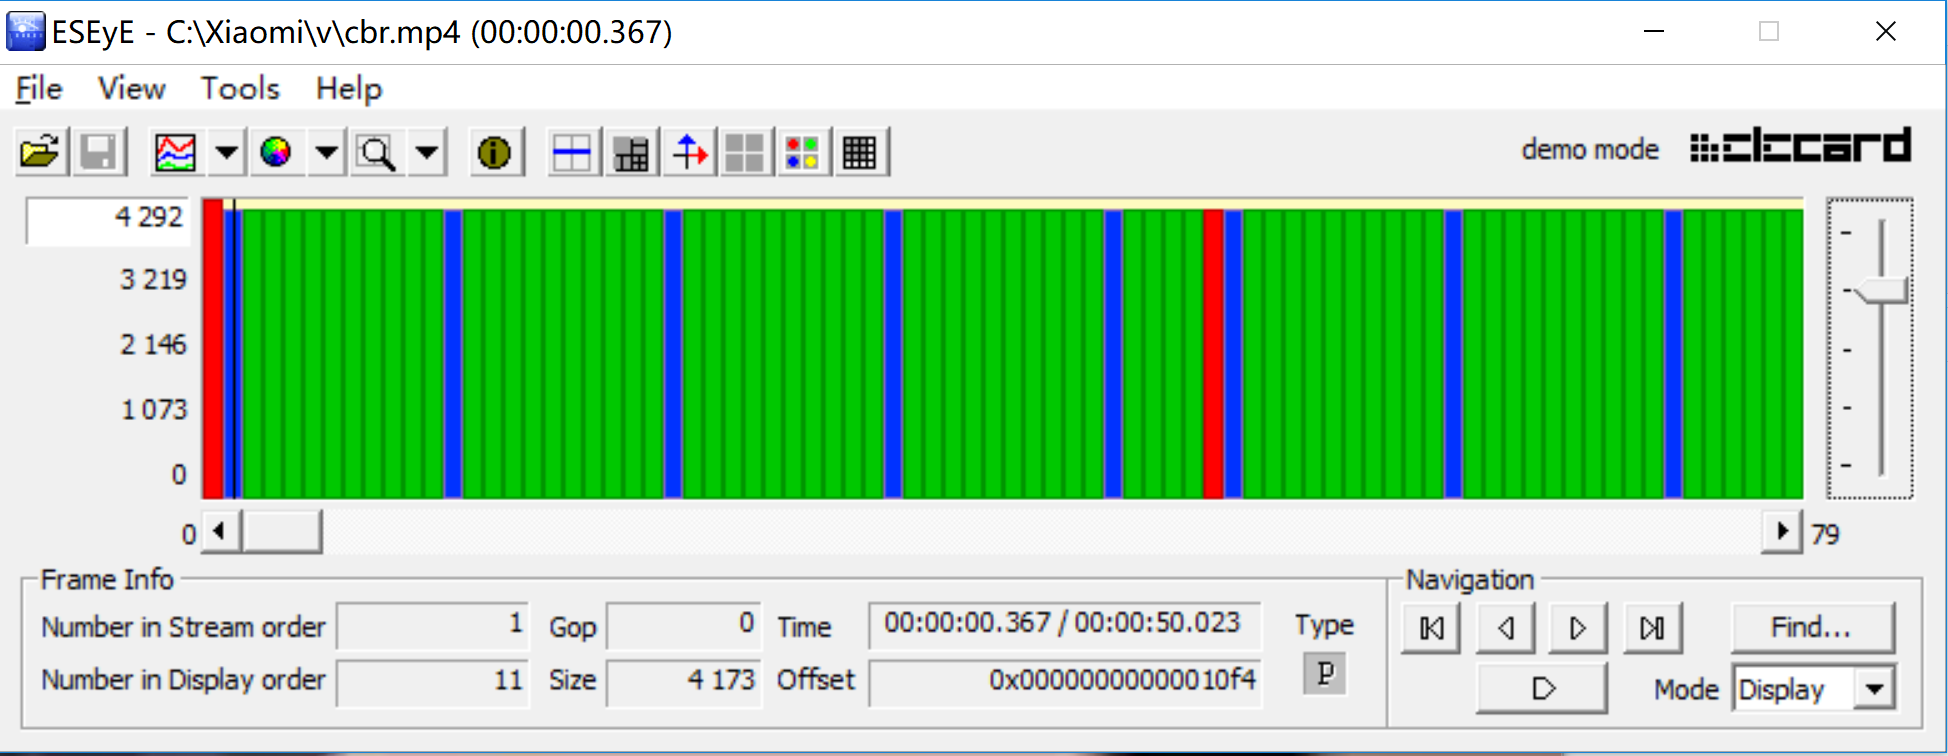 ESEyE - C:\Xiaomi\v\cbr.mp4 (00:00:00.367)
File View Tools Help
demo mode elecard
4 292
3 219
2 146
1 073
0
0 79
Frame Info
Number in Stream order 1 Gop 0 Time 00:00:00.367 / 00:00:50.023 Type
Number in Display order 11 Size 4 173 Offset 0x00000000000010f4 P
Navigation
Find...
Mode Display